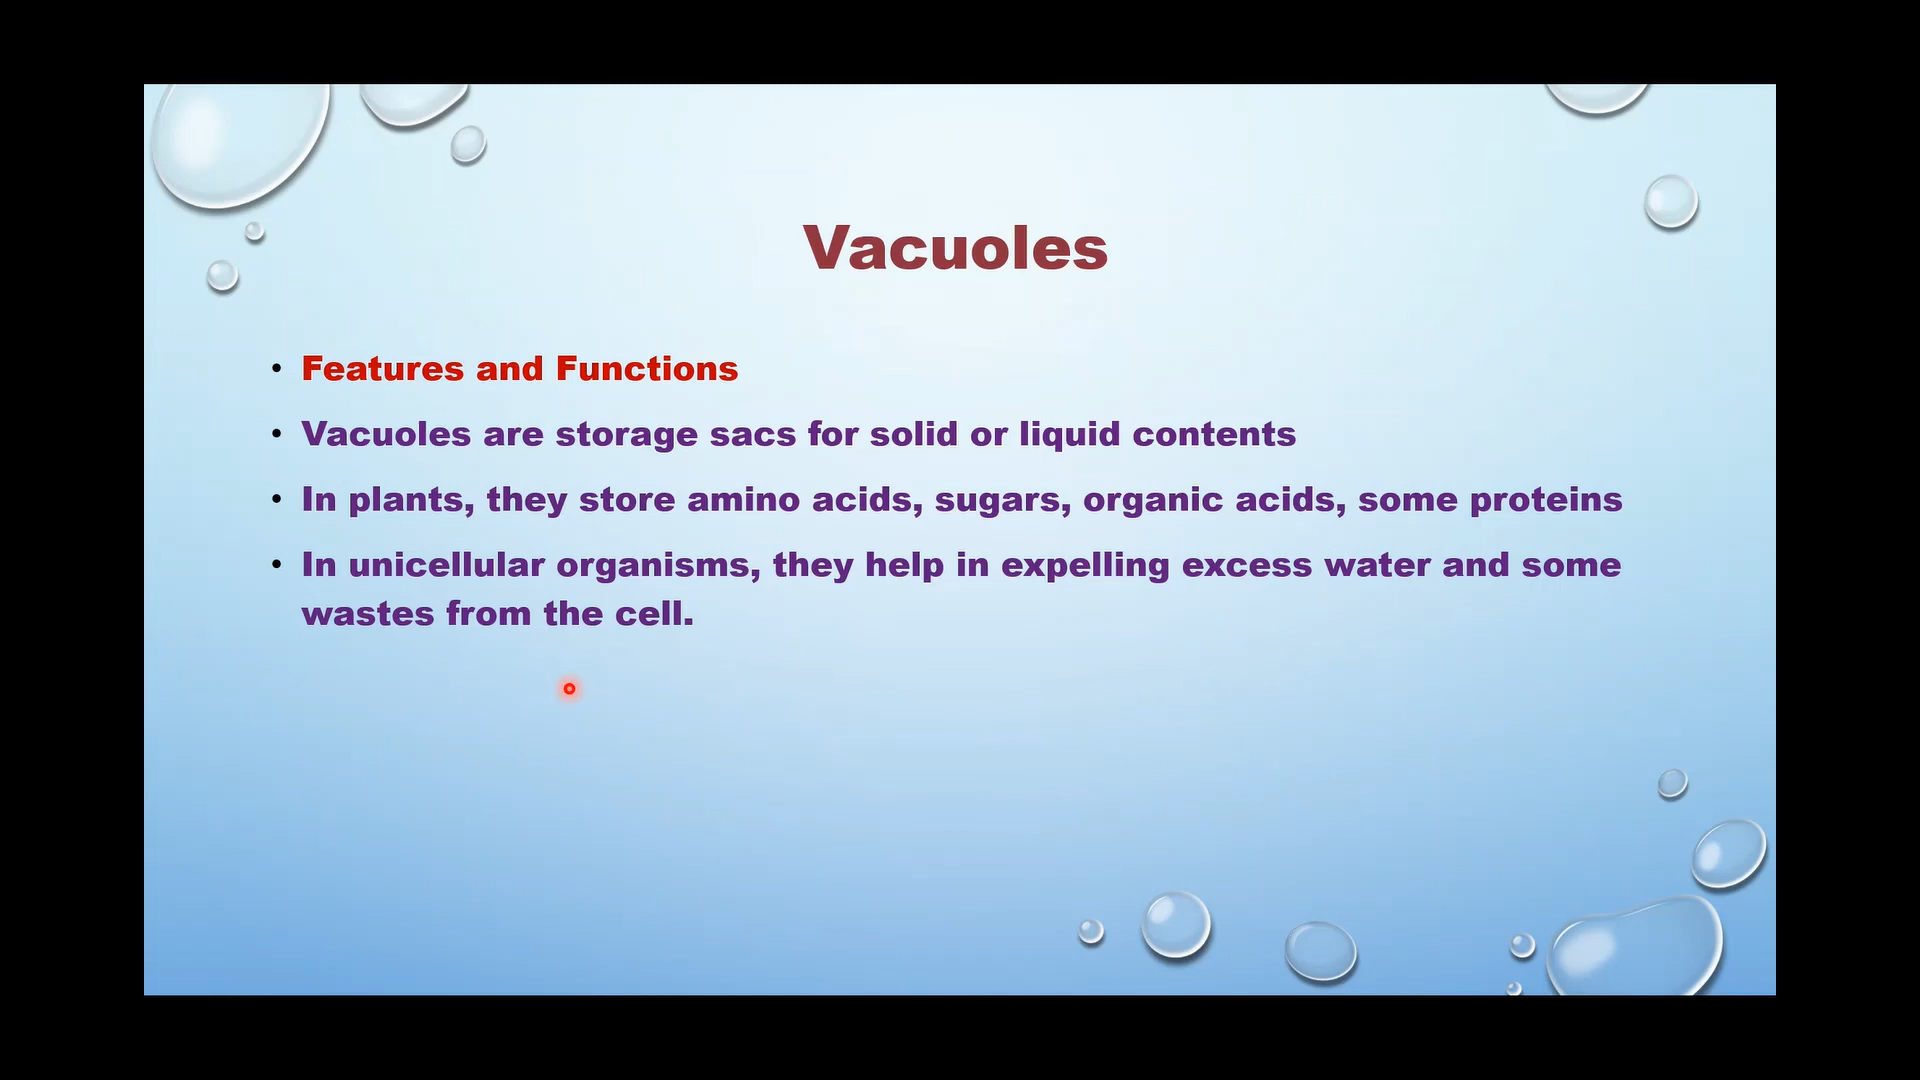 Vacuoles
• Features and Functions
• Vacuoles are storage sacs for solid or liquid contents
• In plants, they store amino acids, sugars, organic acids, some proteins
• In unicellular organisms, they help in expelling excess water and some
wastes from the cell.